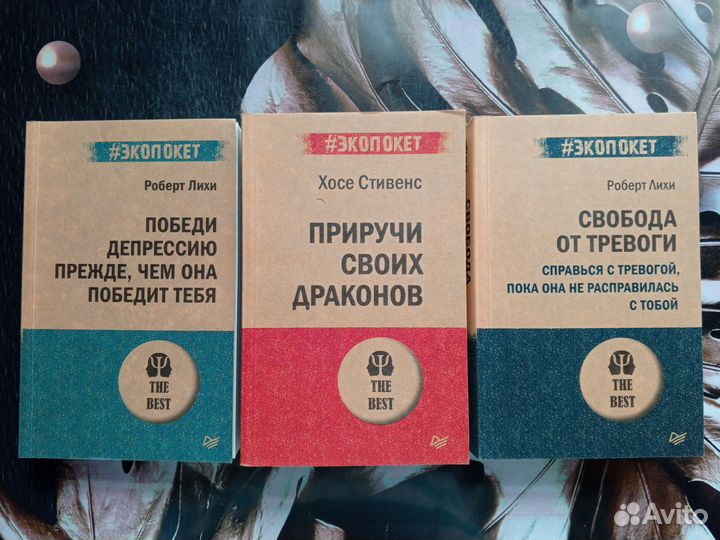 #ЭКОПОКЕТ
Роберт Лихи
ПОБЕДИ
ДЕПРЕССИЮ
ПРЕЖДЕ, ЧЕМ ОНА
ПОБЕДИТ ТЕБЯ
THE
BEST
#ЭКОПОКЕТ
Хосе Стивенс
ПРИРУЧИ
СВОИХ
ДРАКОНОВ
THE
BEST
СВОБОДА
#ЭКОПОКЕТ
Роберт Лихи
СВОБОДА
ОТ ТРЕВОГИ
СПРАВЬСЯ С ТРЕВОГОЙ,
ПОКА ОНА НЕ РАСПРАВИЛАСЬ
С ТОБОЙ
THE
BEST
Avito